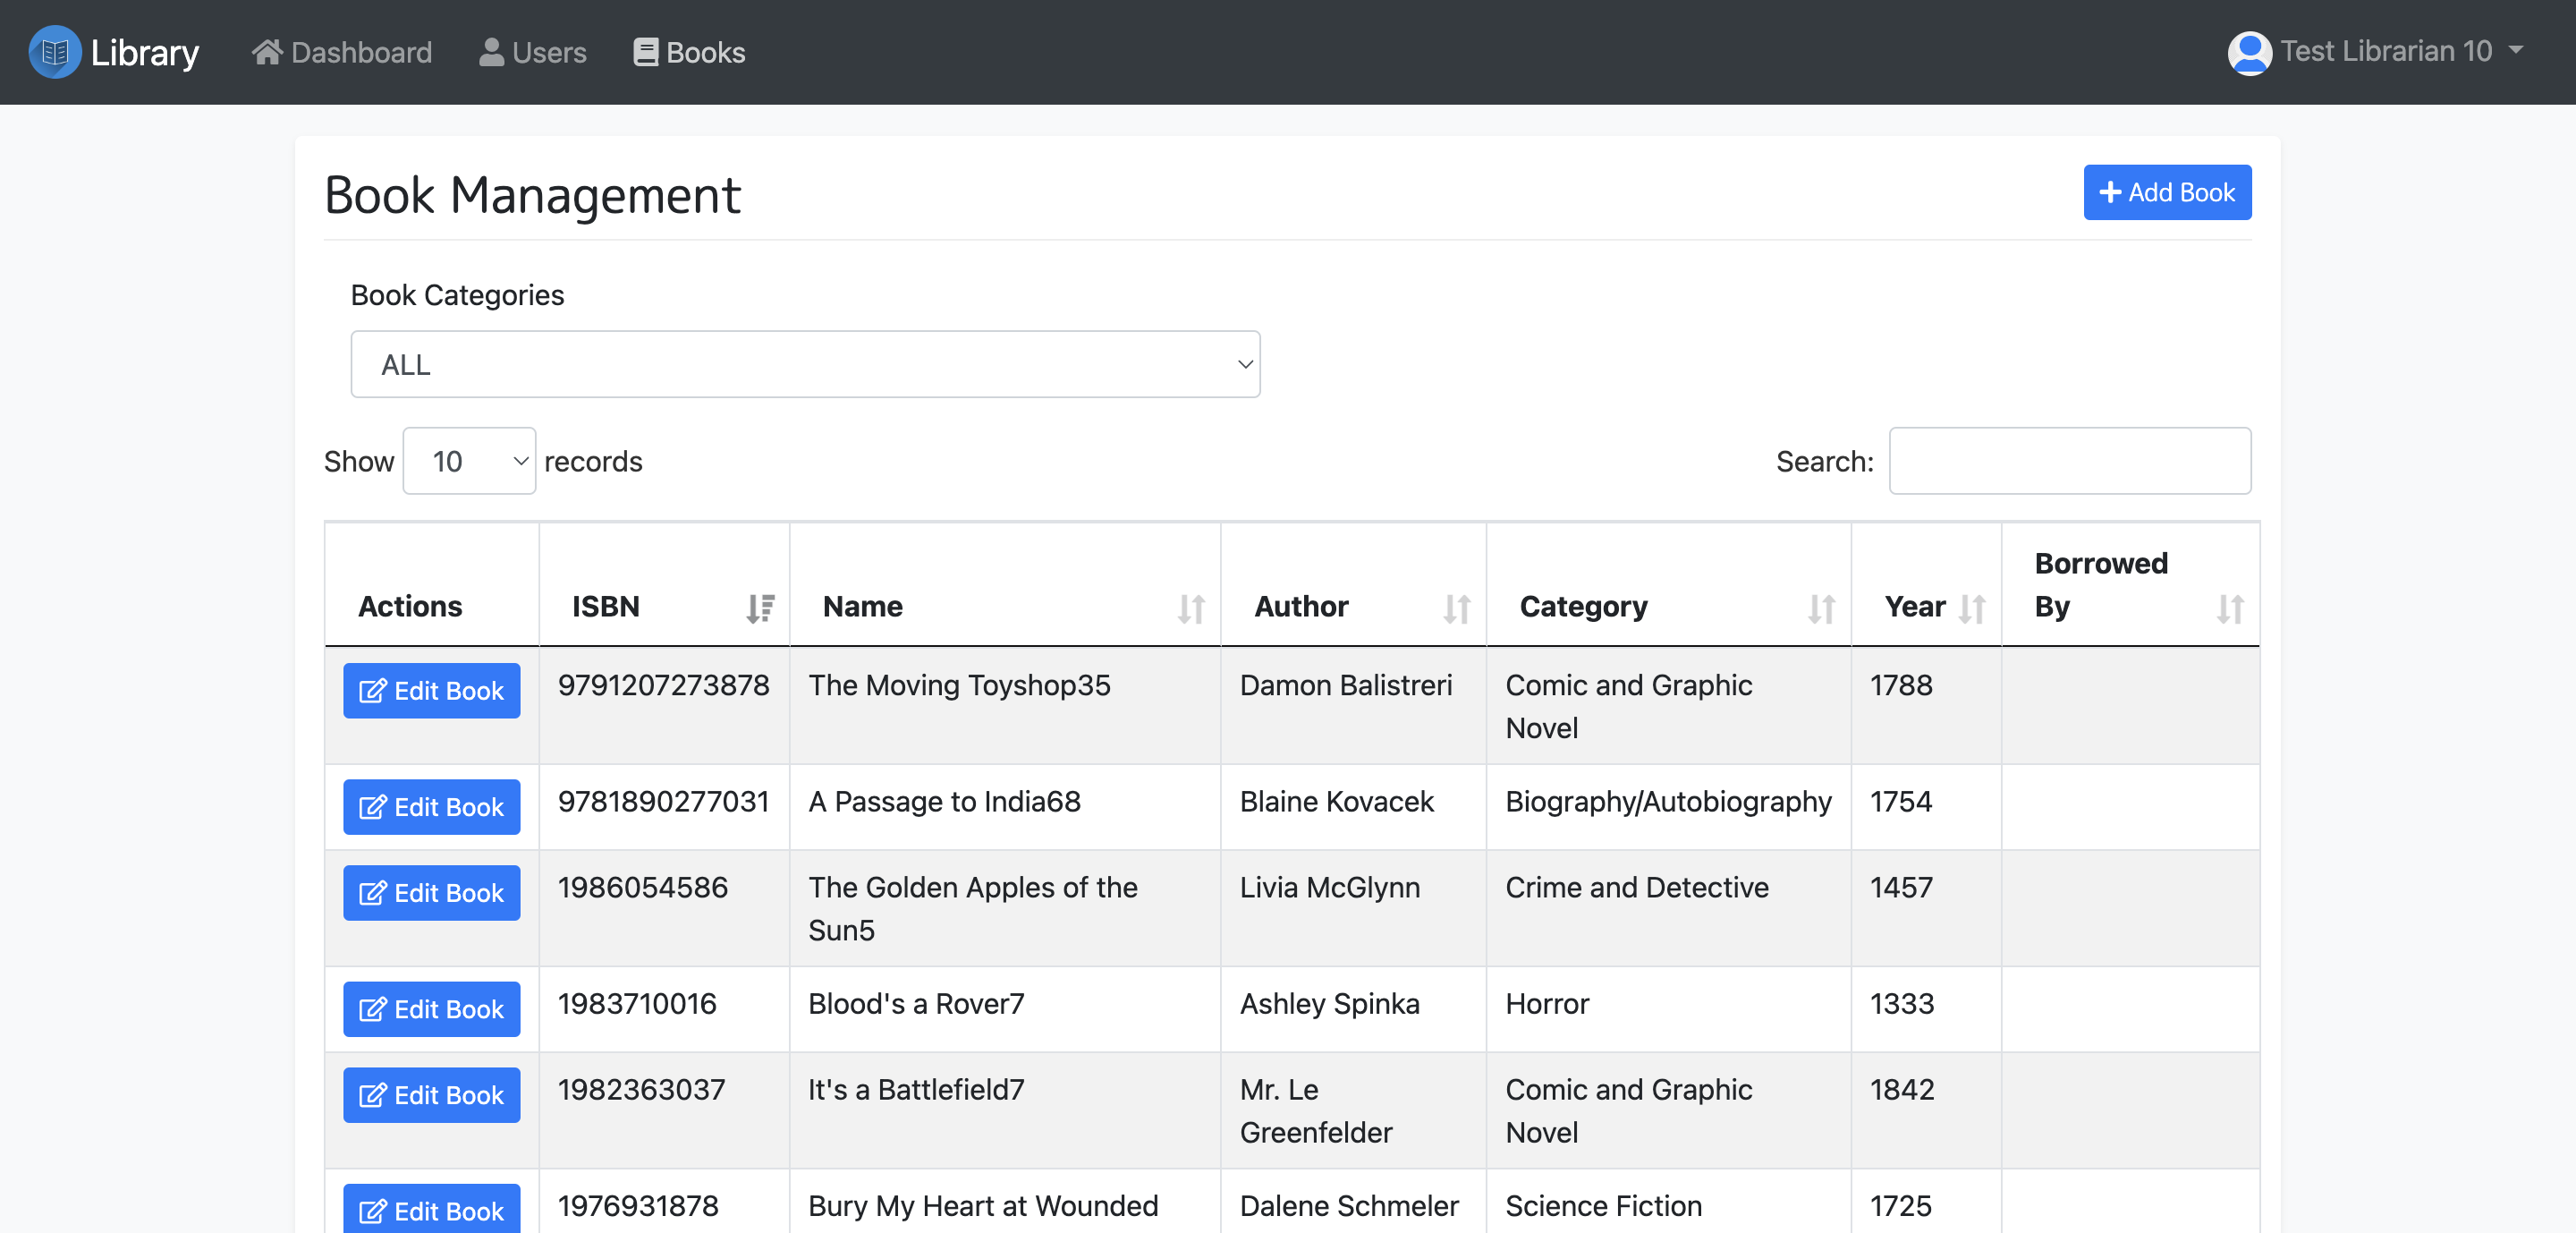 Library Dashboard Users Books Test Librarian 10
Book Management
+ Add Book
Book Categories
ALL
Show 10 records
Search:
Actions ISBN Name Author Category Year Borrowed By
Edit Book 9791207273878 The Moving Toyshop35 Damon Balistreri Comic and Graphic Novel 1788
Edit Book 9781890277031 A Passage to India68 Blaine Kovacek Biography/Autobiography 1754
Edit Book 1986054586 The Golden Apples of the Sun5 Livia McGlynn Crime and Detective 1457
Edit Book 1983710016 Blood's a Rover7 Ashley Spinka Horror 1333
Edit Book 1982363037 It's a Battlefield7 Mr. Le Greenfelder Comic and Graphic Novel 1842
Edit Book 1976931878 Bury My Heart at Wounded Dalene Schmeler Science Fiction 1725